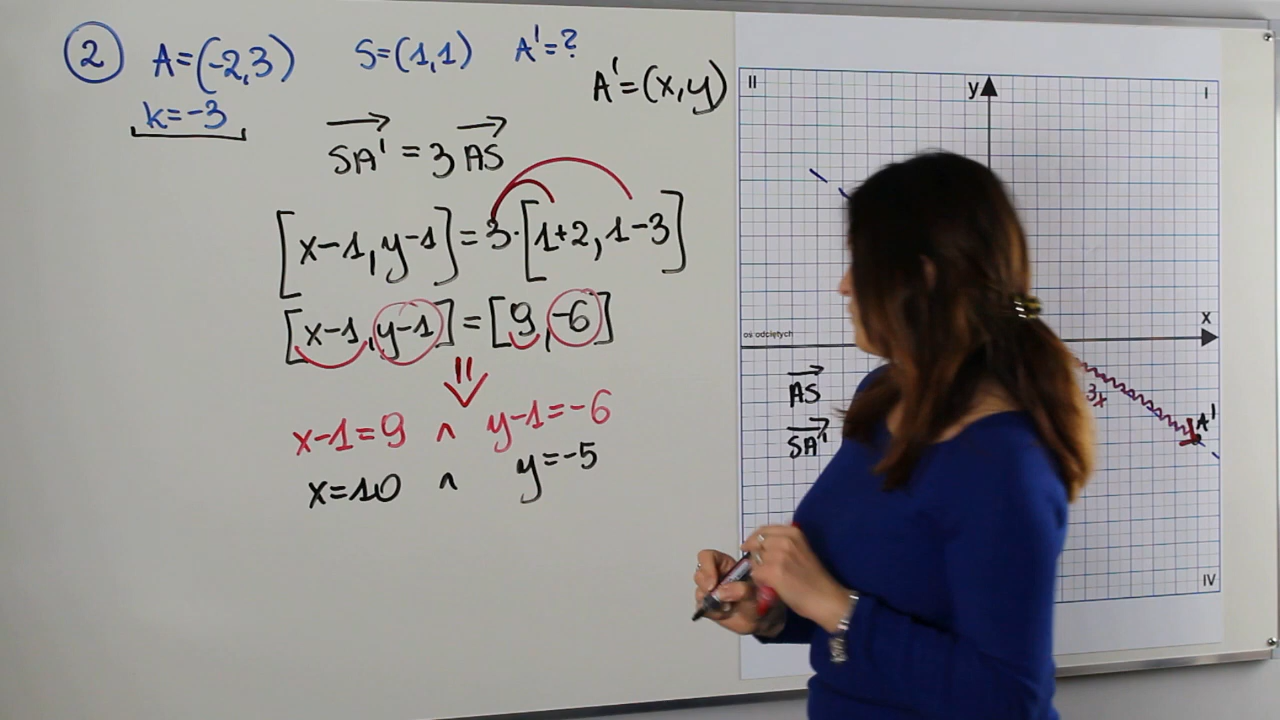 ② A=(-2,3) S=(1,1) A'=?
k=-3
A'=(x,y)
SA' = 3 AS
[x-1, y-1] = 3·[1+2, 1-3]
[x-1, y-1] = [9, -6]
⇓
x-1=9 ∧ y-1=-6
x=10 ∧ y=-5
II
y
I
x
oś odciętych
AS
SA'
3x
A'
IV